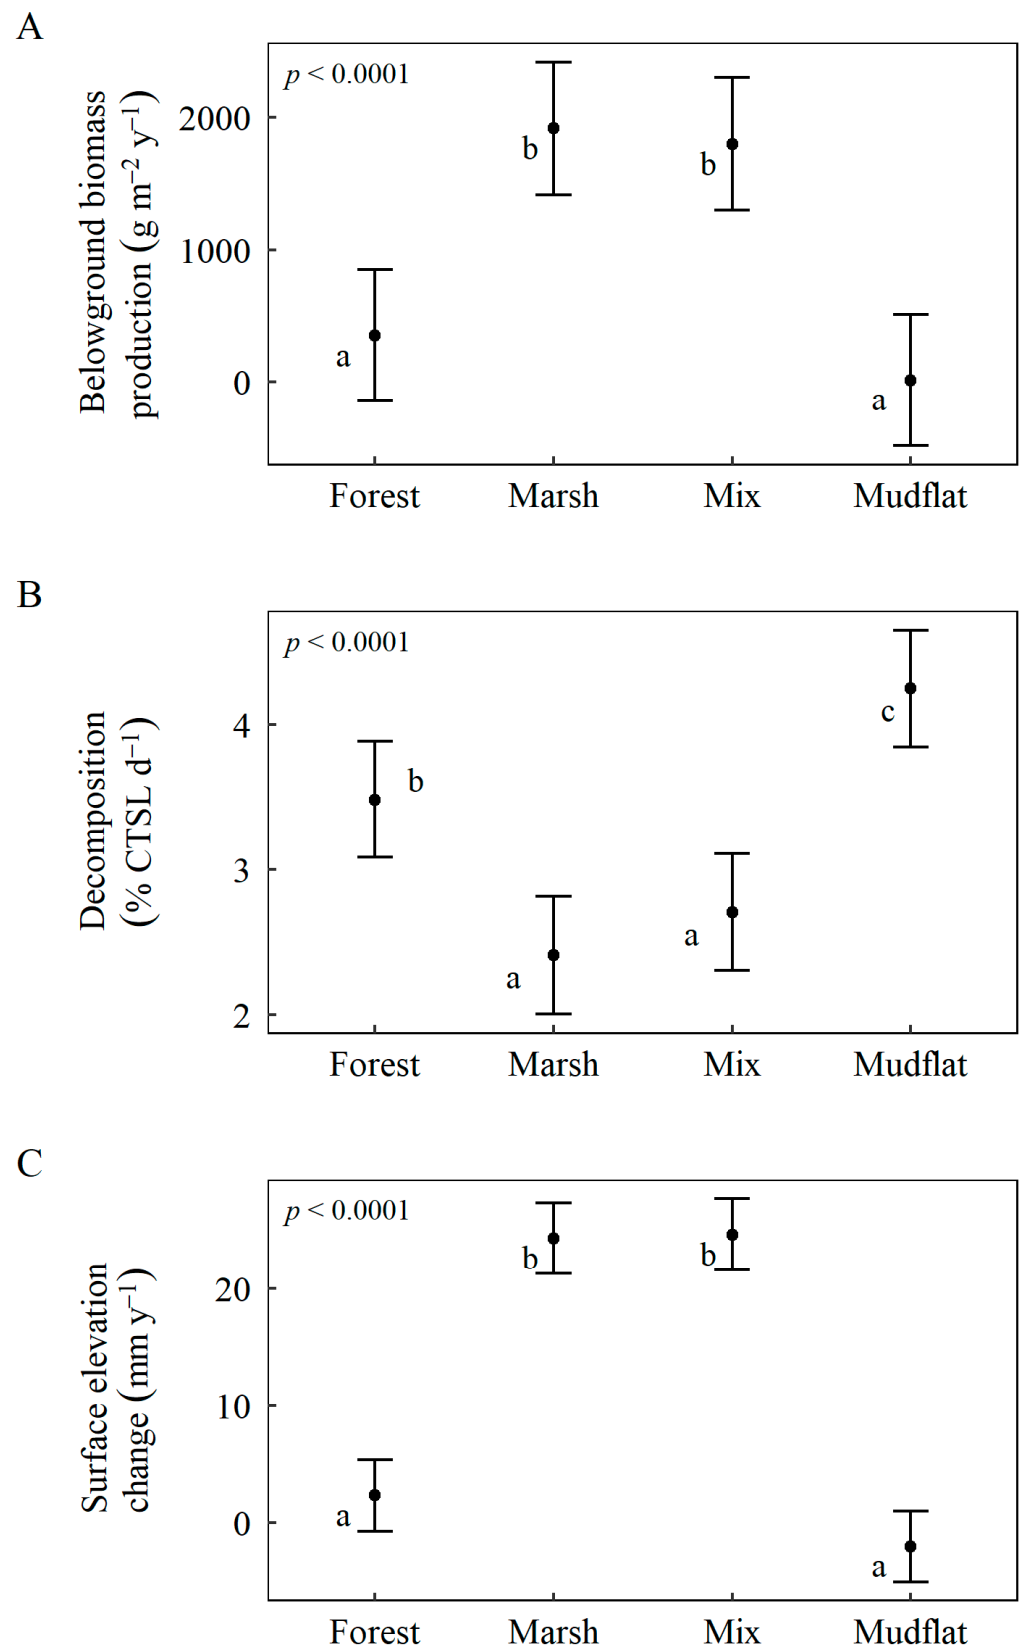 A
p < 0.0001
Belowground biomass
production (g m⁻² y⁻¹)
2000
1000
0
b
b
a
a
Forest Marsh Mix Mudflat
B
p < 0.0001
Decomposition
(% CTSL d⁻¹)
4
3
2
c
b
a
a
Forest Marsh Mix Mudflat
C
p < 0.0001
Surface elevation
change (mm y⁻¹)
20
10
0
b
b
a
a
Forest Marsh Mix Mudflat